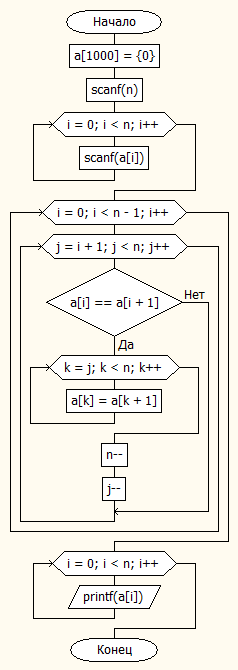 Начало
a[1000] = {0}
scanf(n)
i = 0; i < n; i++
scanf(a[i])
i = 0; i < n - 1; i++
j = i + 1; j < n; j++
a[i] == a[i + 1]
Нет
Да
k = j; k < n; k++
a[k] = a[k + 1]
n--
j--
i = 0; i < n; i++
printf(a[i])
Конец